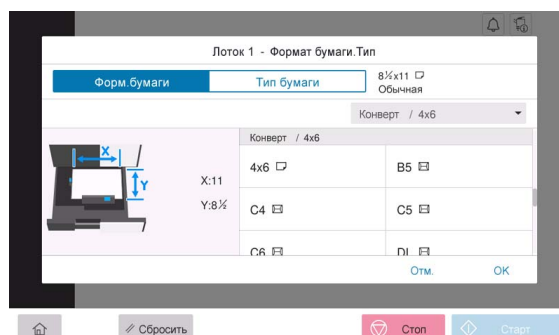 Лоток 1 - Формат бумаги.Тип
Форм.бумаги
Тип бумаги
8½x11
Обычная
Конверт / 4x6
Конверт / 4x6
4x6
B5
X
Y
X:11
Y:8½
C4
C5
C6
DL
Отм.
OK
Сбросить
Стоп
Старт